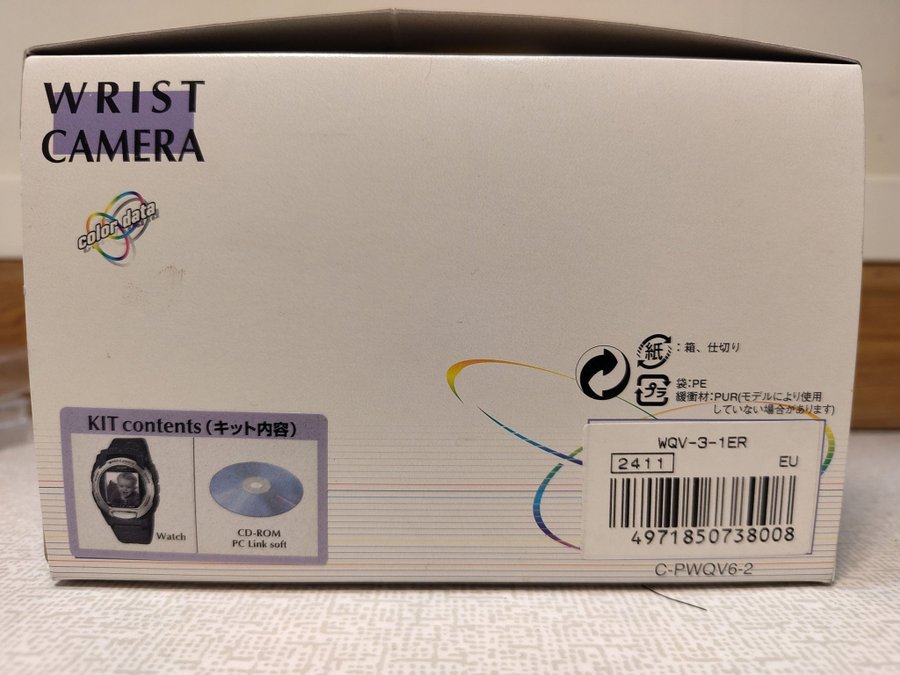 WRIST
CAMERA
color data
紙 : 箱、仕切り
プラ
袋:PE
緩衝材:PUR(モデルにより使用
していない場合があります)
KIT contents (キット内容)
Watch
CD-ROM
PC Link soft
WQV-3-1ER
2411 EU
4971850738008
C-PWQV6-2